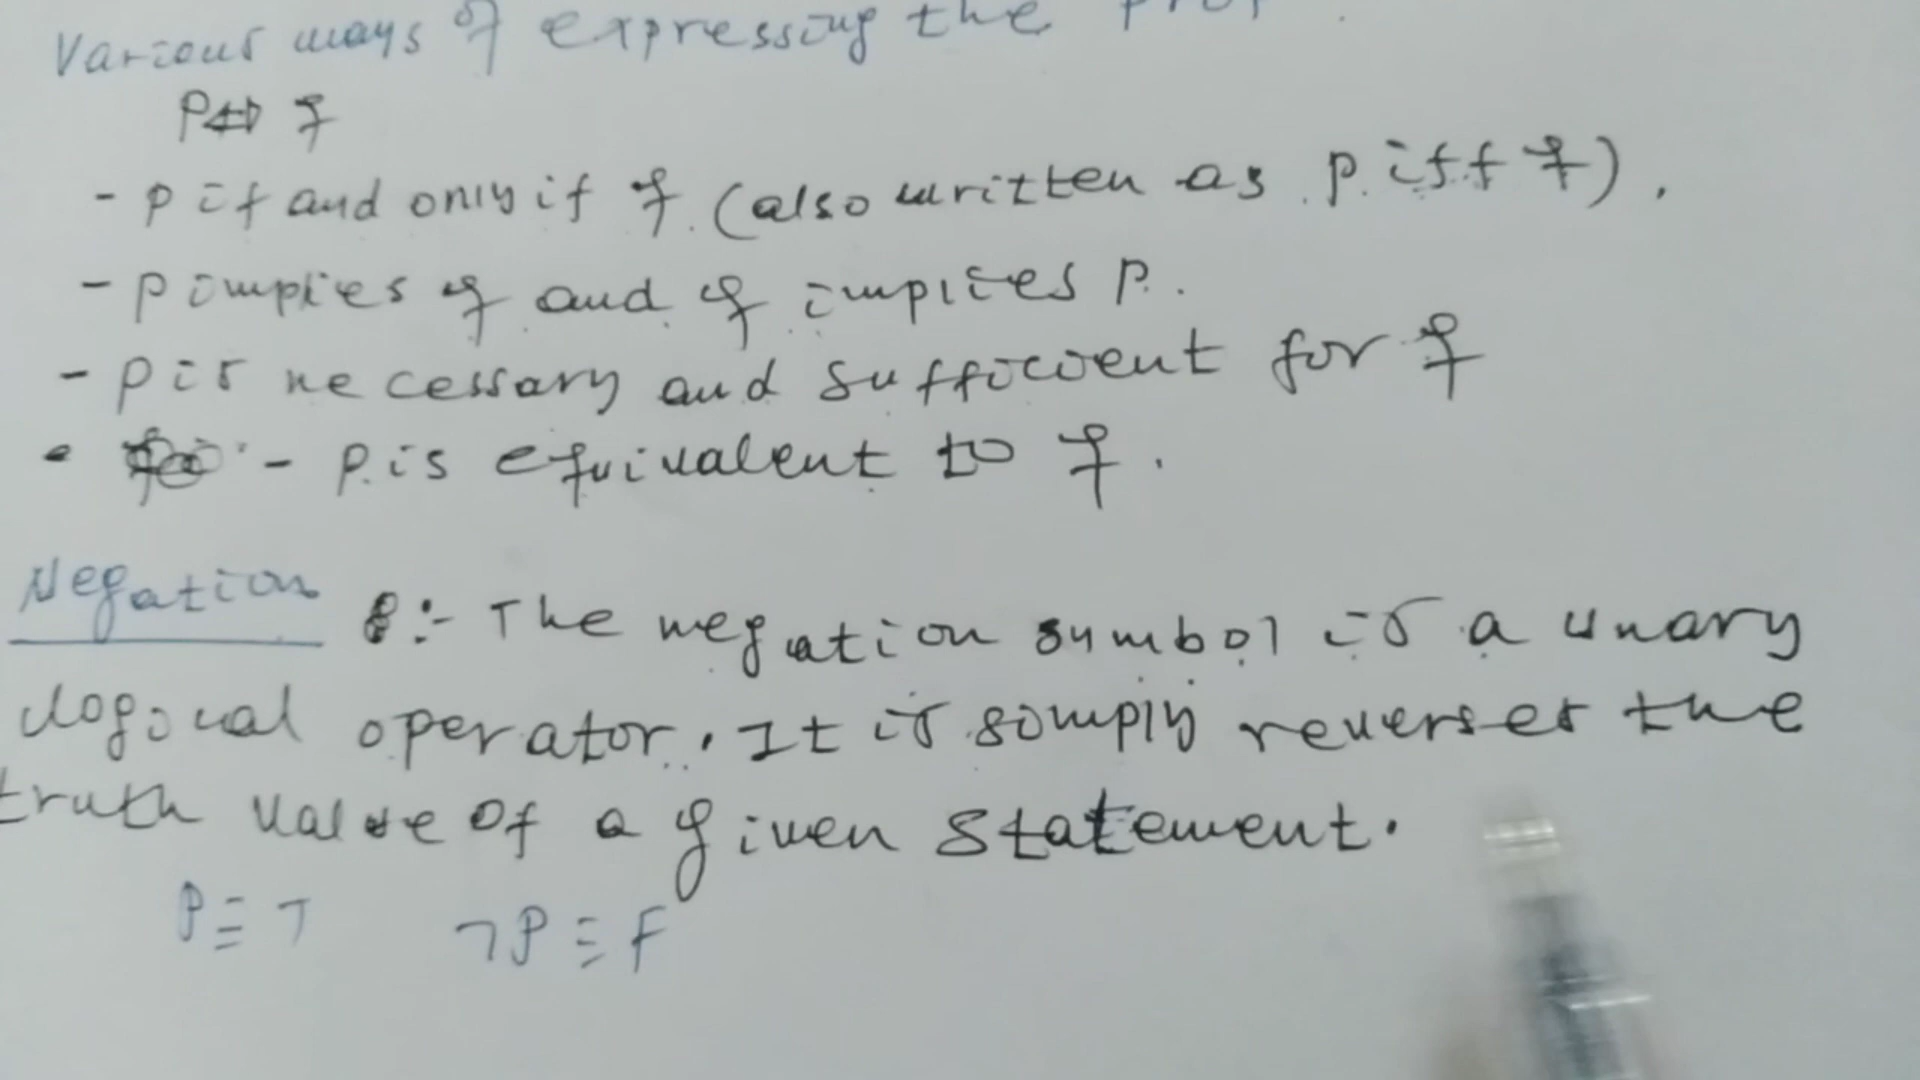 Various ways of expressing the prop
P⇔ q
- p if and only if q. (also written as p iff q).
- p implies q and q implies p.
- p is necessary and sufficient for q
- p is equivalent to q.
Negation :- The negation symbol is a unary
logical operator. It is simply reverses the
truth value of a given statement.
P ≡ T ¬P ≡ F